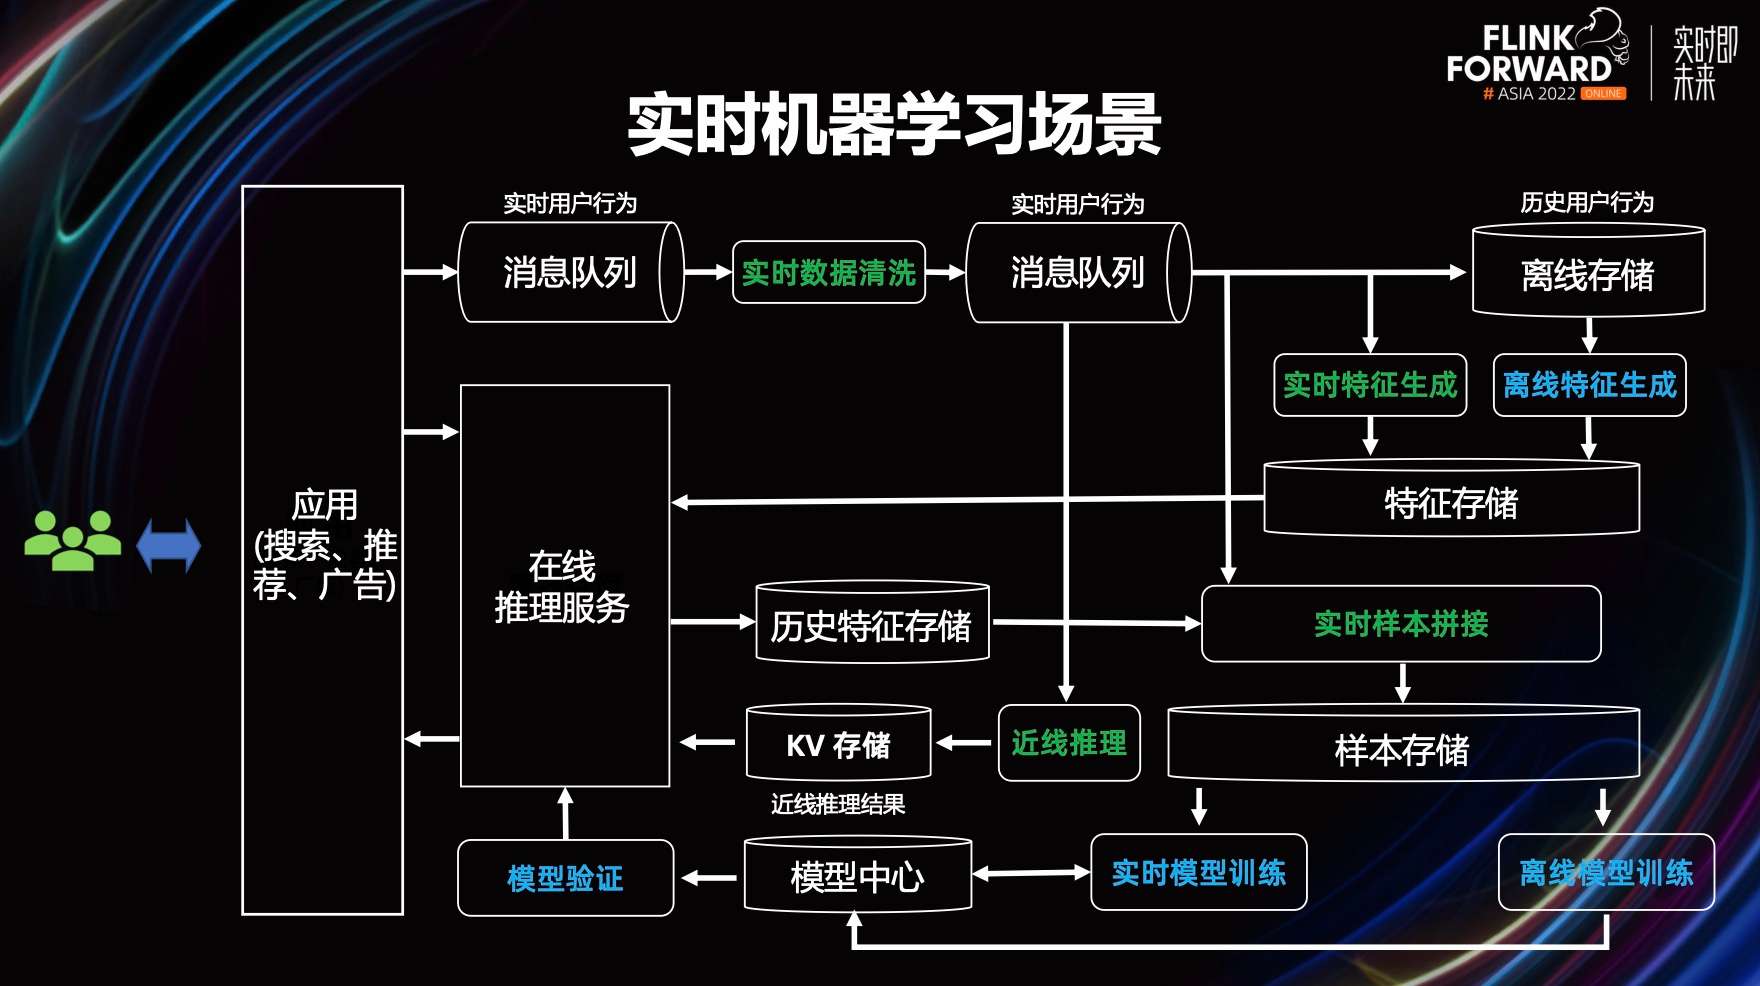 FLINK
FORWARD
# ASIA 2022 ONLINE
实时即
未来
实时机器学习场景
实时用户行为
实时用户行为
历史用户行为
消息队列
实时数据清洗
消息队列
离线存储
实时特征生成
离线特征生成
特征存储
应用
(搜索、推
荐、广告)
在线
推理服务
历史特征存储
实时样本拼接
KV 存储
近线推理
样本存储
近线推理结果
模型验证
模型中心
实时模型训练
离线模型训练